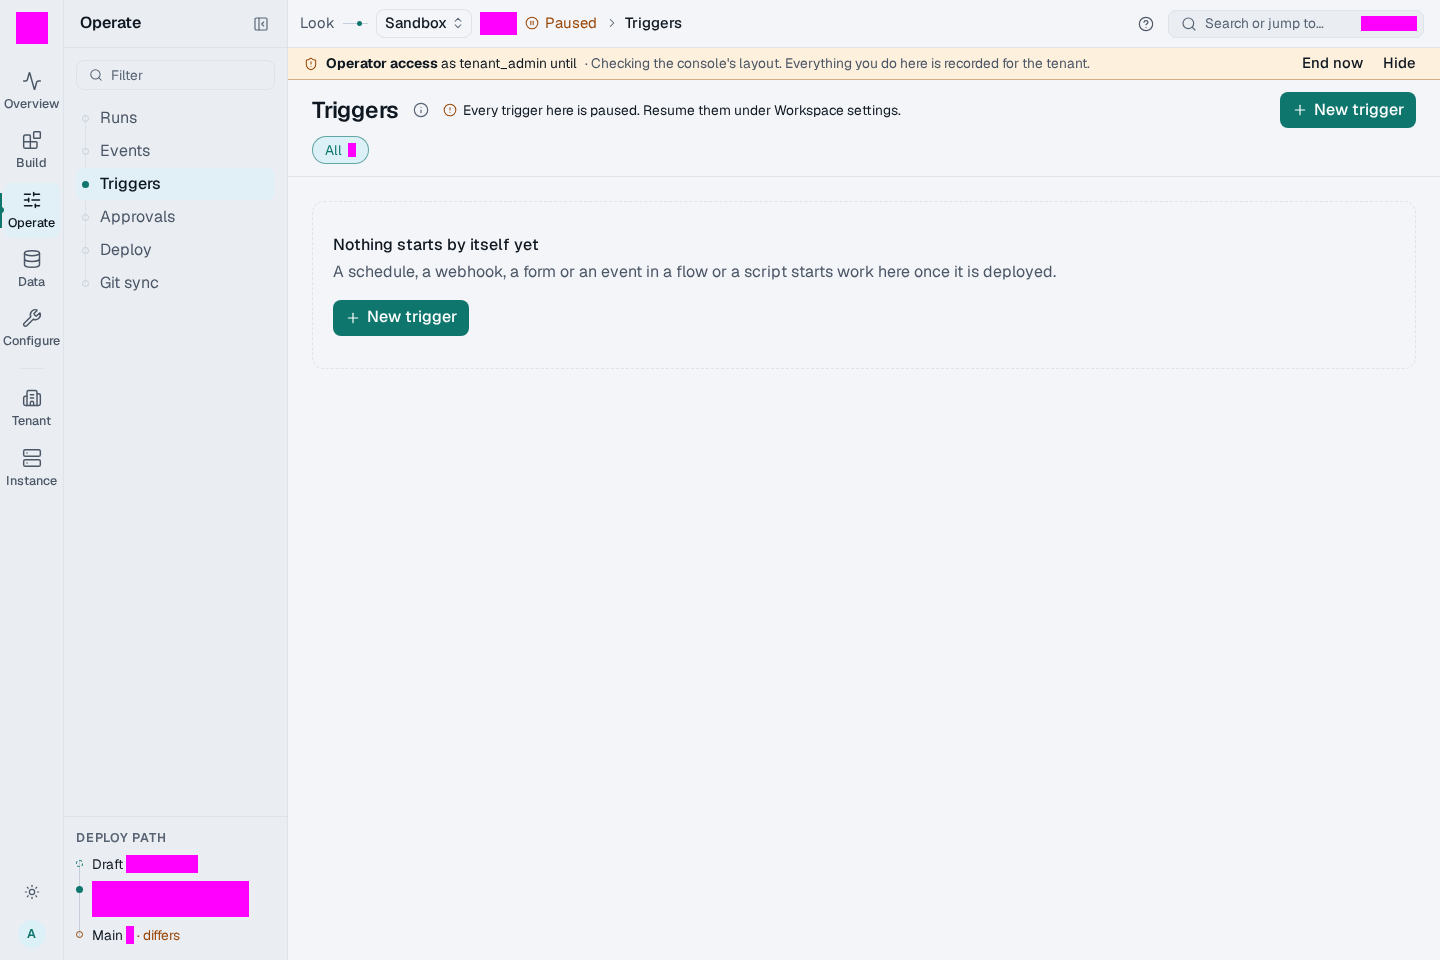 Operate
Look
Sandbox
Paused
Triggers
Search or jump to...
Operator access as tenant_admin until · Checking the console's layout. Everything you do here is recorded for the tenant.
End now
Hide
Overview
Build
Operate
Data
Configure
Tenant
Instance
A
Filter
Runs
Events
Triggers
Approvals
Deploy
Git sync
Triggers
Every trigger here is paused. Resume them under Workspace settings.
New trigger
All
Nothing starts by itself yet
A schedule, a webhook, a form or an event in a flow or a script starts work here once it is deployed.
New trigger
DEPLOY PATH
Draft
Main · differs